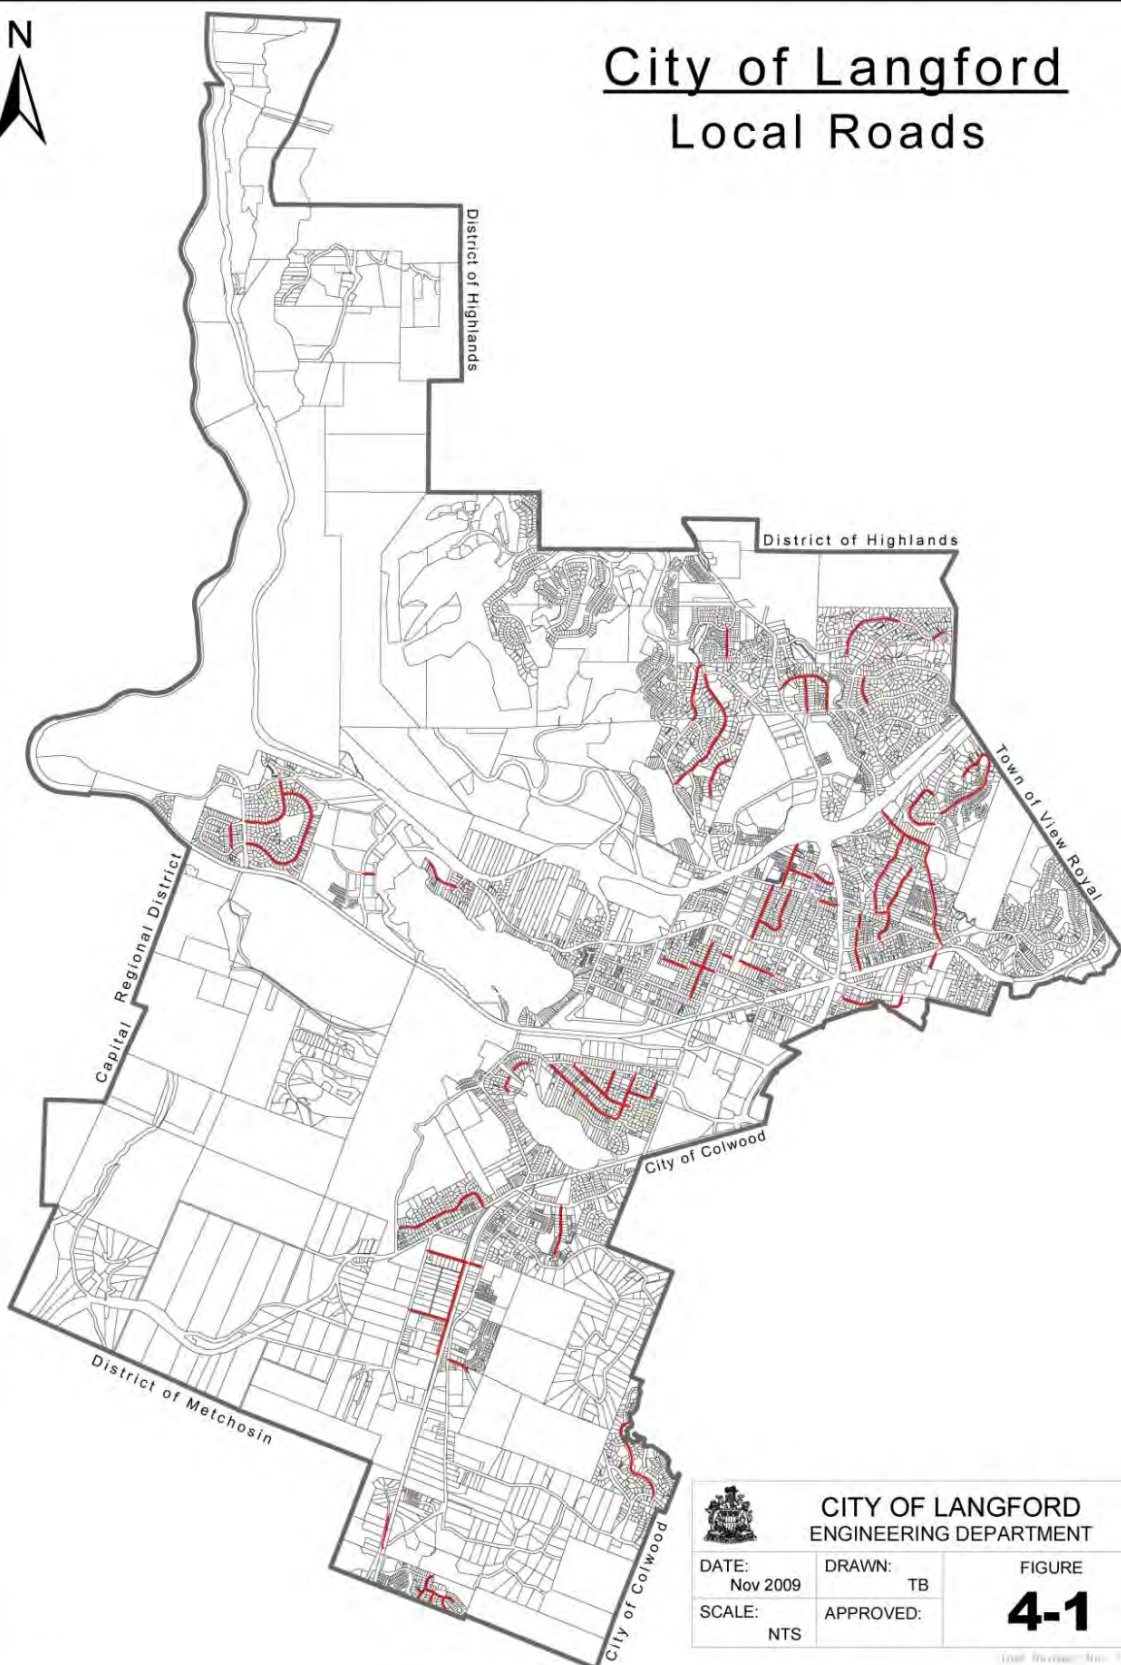 N
City of Langford
Local Roads
District of Highlands
District of Highlands
Town of View Royal
Capital Regional District
City of Colwood
District of Metchosin
City of Colwood
CITY OF LANGFORD
ENGINEERING DEPARTMENT
DATE:
Nov 2009
DRAWN:
TB
FIGURE
4-1
SCALE:
NTS
APPROVED: